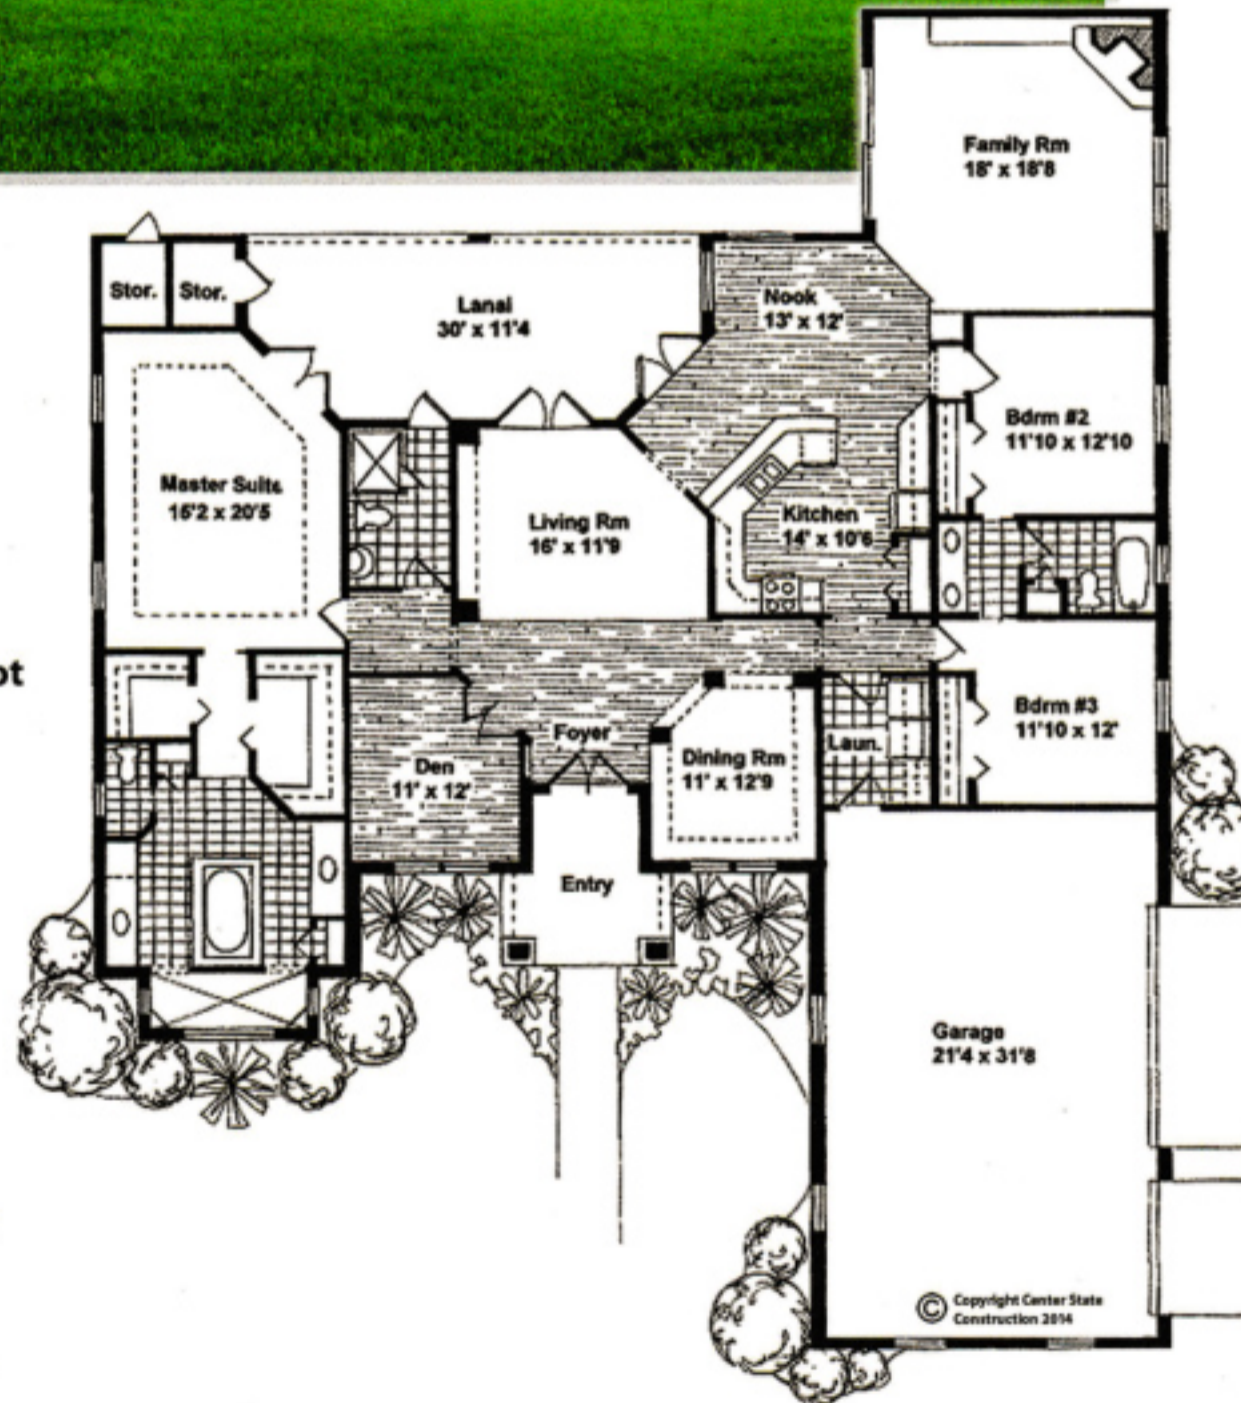 Family Rm
18' x 18'8
Stor.
Stor.
Lanai
30' x 11'4
Nook
13' x 12'
Bdrm #2
11'10 x 12'10
Master Suite
15'2 x 20'5
Living Rm
16' x 11'9
Kitchen
14' x 10'6
ot
Bdrm #3
11'10 x 12'
Foyer
Laun.
Den
11' x 12'
Dining Rm
11' x 12'9
Entry
Garage
21'4 x 31'8
© Copyright Center State
Construction 2014